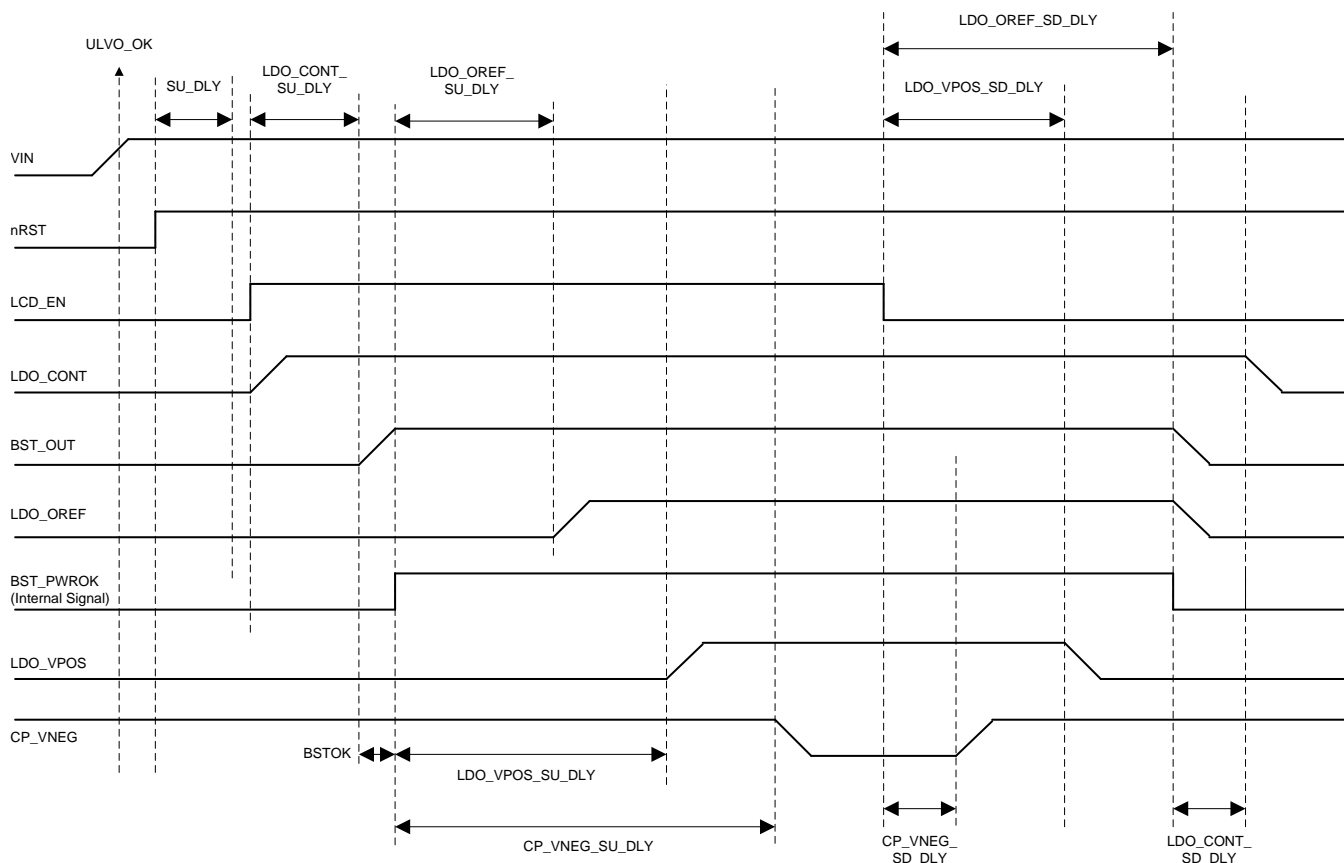 LDO_OREF_SD_DLY
ULVO_OK
SU_DLY
LDO_CONT_
SU_DLY
LDO_OREF_
SU_DLY
LDO_VPOS_SD_DLY
VIN
nRST
LCD_EN
LDO_CONT
BST_OUT
LDO_OREF
BST_PWROK
(Internal Signal)
LDO_VPOS
CP_VNEG
BSTOK
LDO_VPOS_SU_DLY
CP_VNEG_SU_DLY
CP_VNEG_
SD_DLY
LDO_CONT_
SD_DLY